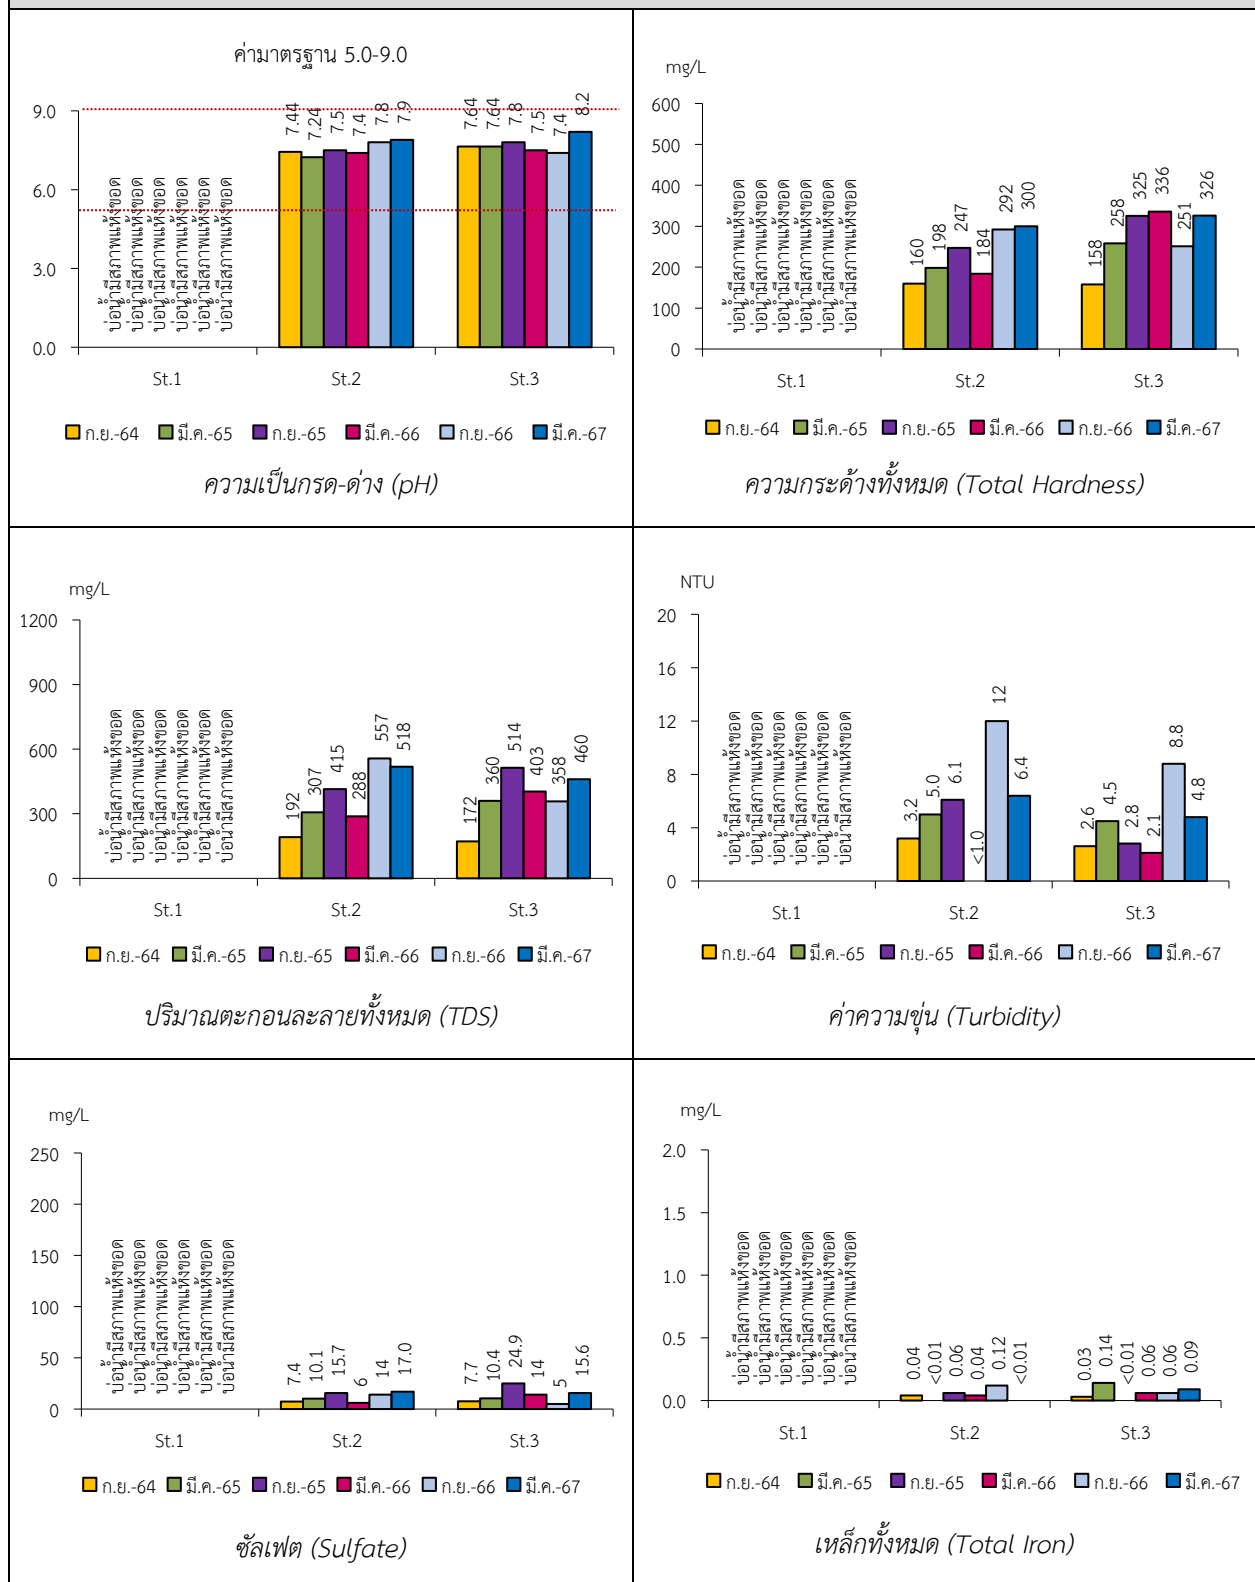 ค่ามาตรฐาน 5.0-9.0
9.0
6.0
3.0
0.0
บ่อน้ำมีสภาพแห้งขอด
บ่อน้ำมีสภาพแห้งขอด
บ่อน้ำมีสภาพแห้งขอด
บ่อน้ำมีสภาพแห้งขอด
บ่อน้ำมีสภาพแห้งขอด
บ่อน้ำมีสภาพแห้งขอด
7.44 7.24 7.5 7.4 7.8 7.9
7.64 7.64 7.8 7.5 7.4 8.2
St.1 St.2 St.3
ก.ย.-64 มี.ค.-65 ก.ย.-65 มี.ค.-66 ก.ย.-66 มี.ค.-67
ความเป็นกรด-ด่าง (pH)
mg/L
600
500
400
300
200
100
0
บ่อน้ำมีสภาพแห้งขอด
บ่อน้ำมีสภาพแห้งขอด
บ่อน้ำมีสภาพแห้งขอด
บ่อน้ำมีสภาพแห้งขอด
บ่อน้ำมีสภาพแห้งขอด
บ่อน้ำมีสภาพแห้งขอด
160 198 247 184 292 300
158 258 325 336 251 326
St.1 St.2 St.3
ก.ย.-64 มี.ค.-65 ก.ย.-65 มี.ค.-66 ก.ย.-66 มี.ค.-67
ความกระด้างทั้งหมด (Total Hardness)
mg/L
1200
900
600
300
0
บ่อน้ำมีสภาพแห้งขอด
บ่อน้ำมีสภาพแห้งขอด
บ่อน้ำมีสภาพแห้งขอด
บ่อน้ำมีสภาพแห้งขอด
บ่อน้ำมีสภาพแห้งขอด
บ่อน้ำมีสภาพแห้งขอด
192 307 415 288 557 518
172 360 514 403 358 460
St.1 St.2 St.3
ก.ย.-64 มี.ค.-65 ก.ย.-65 มี.ค.-66 ก.ย.-66 มี.ค.-67
ปริมาณตะกอนละลายทั้งหมด (TDS)
NTU
20
16
12
8
4
0
บ่อน้ำมีสภาพแห้งขอด
บ่อน้ำมีสภาพแห้งขอด
บ่อน้ำมีสภาพแห้งขอด
บ่อน้ำมีสภาพแห้งขอด
บ่อน้ำมีสภาพแห้งขอด
บ่อน้ำมีสภาพแห้งขอด
3.2 5.0 6.1 <1.0 12 6.4
2.6 4.5 2.8 2.1 8.8 4.8
St.1 St.2 St.3
ก.ย.-64 มี.ค.-65 ก.ย.-65 มี.ค.-66 ก.ย.-66 มี.ค.-67
ค่าความขุ่น (Turbidity)
mg/L
250
200
150
100
50
0
บ่อน้ำมีสภาพแห้งขอด
บ่อน้ำมีสภาพแห้งขอด
บ่อน้ำมีสภาพแห้งขอด
บ่อน้ำมีสภาพแห้งขอด
บ่อน้ำมีสภาพแห้งขอด
บ่อน้ำมีสภาพแห้งขอด
7.4 10.1 15.7 6 14 17.0
7.7 10.4 24.9 14 5 15.6
St.1 St.2 St.3
ก.ย.-64 มี.ค.-65 ก.ย.-65 มี.ค.-66 ก.ย.-66 มี.ค.-67
ซัลเฟต (Sulfate)
mg/L
2.0
1.5
1.0
0.5
0.0
บ่อน้ำมีสภาพแห้งขอด
บ่อน้ำมีสภาพแห้งขอด
บ่อน้ำมีสภาพแห้งขอด
บ่อน้ำมีสภาพแห้งขอด
บ่อน้ำมีสภาพแห้งขอด
บ่อน้ำมีสภาพแห้งขอด
0.04 <0.01 0.06 0.04 0.12 <0.01
0.03 0.14 <0.01 0.06 0.06 0.09
St.1 St.2 St.3
ก.ย.-64 มี.ค.-65 ก.ย.-65 มี.ค.-66 ก.ย.-66 มี.ค.-67
เหล็กทั้งหมด (Total Iron)